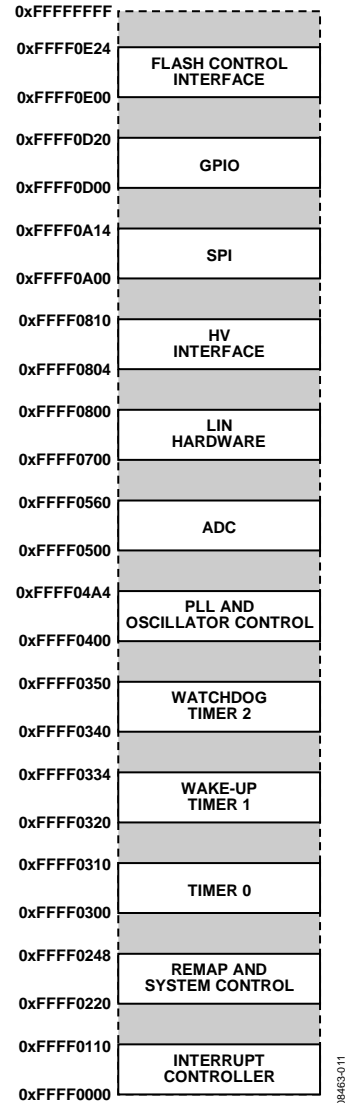 0xFFFFFFFF
0xFFFF0E24
FLASH CONTROL
INTERFACE
0xFFFF0E00
0xFFFF0D20
GPIO
0xFFFF0D00
0xFFFF0A14
SPI
0xFFFF0A00
0xFFFF0810
HV
INTERFACE
0xFFFF0804
0xFFFF0800
LIN
HARDWARE
0xFFFF0700
0xFFFF0560
ADC
0xFFFF0500
0xFFFF04A4
PLL AND
OSCILLATOR CONTROL
0xFFFF0400
0xFFFF0350
WATCHDOG
TIMER 2
0xFFFF0340
0xFFFF0334
WAKE-UP
TIMER 1
0xFFFF0320
0xFFFF0310
TIMER 0
0xFFFF0300
0xFFFF0248
REMAP AND
SYSTEM CONTROL
0xFFFF0220
0xFFFF0110
INTERRUPT
CONTROLLER
0xFFFF0000
08463-011